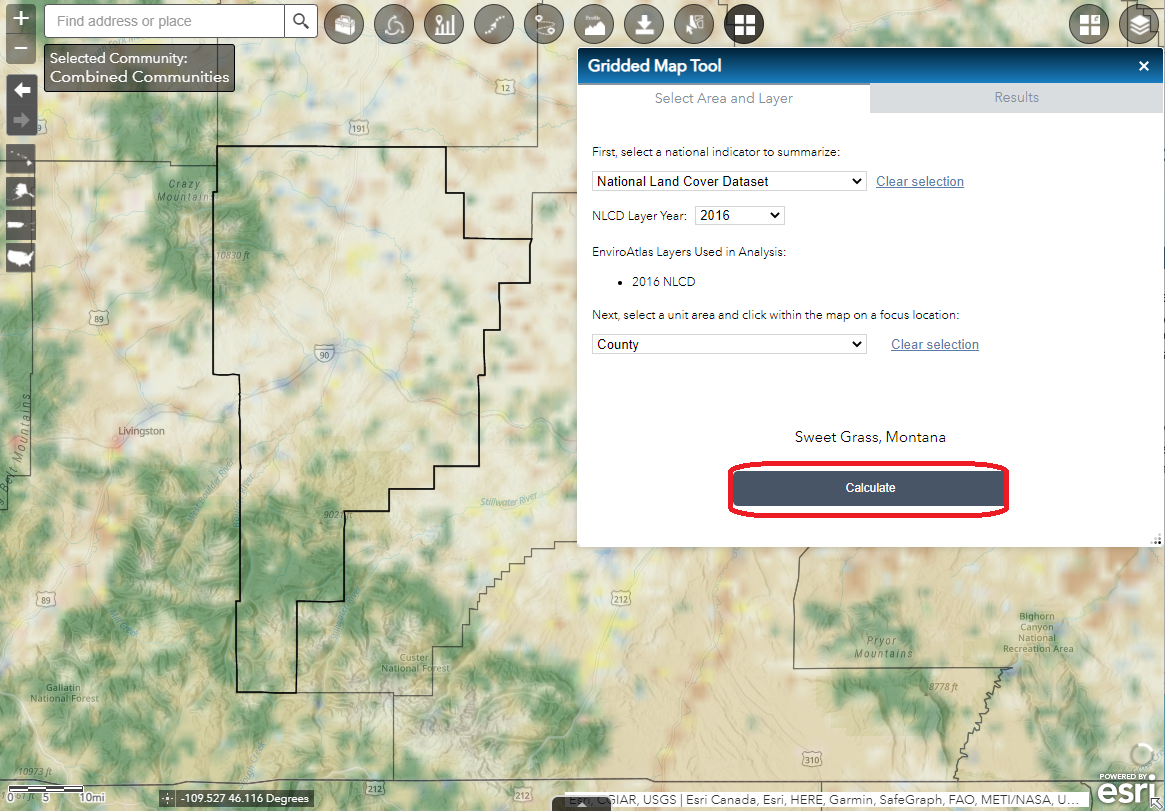 Find address or place
Selected Community:
Combined Communities
Gridded Map Tool
Select Area and Layer
Results
First, select a national indicator to summarize:
National Land Cover Dataset
Clear selection
NLCD Layer Year:
2016
EnviroAtlas Layers Used in Analysis:
• 2016 NLCD
Next, select a unit area and click within the map on a focus location:
County
Clear selection
Sweet Grass, Montana
Calculate
Profile
12
191
Crazy
Mountains
10830 ft
89
90
Livingston
Belt Mountains
Stillwater River
9021 ft
89
212
Custer
National Forest
Gallatin
National Forest
Pryor
Mountains
Bighorn
Canyon
National
Recreation Area
8778 ft
310
10973 ft
212
212
0 5 10mi
-109.527 46.116 Degrees
Esri, CGIAR, USGS | Esri Canada, Esri, HERE, Garmin, SafeGraph, FAO, METI/NASA, U...
POWERED BY
esri